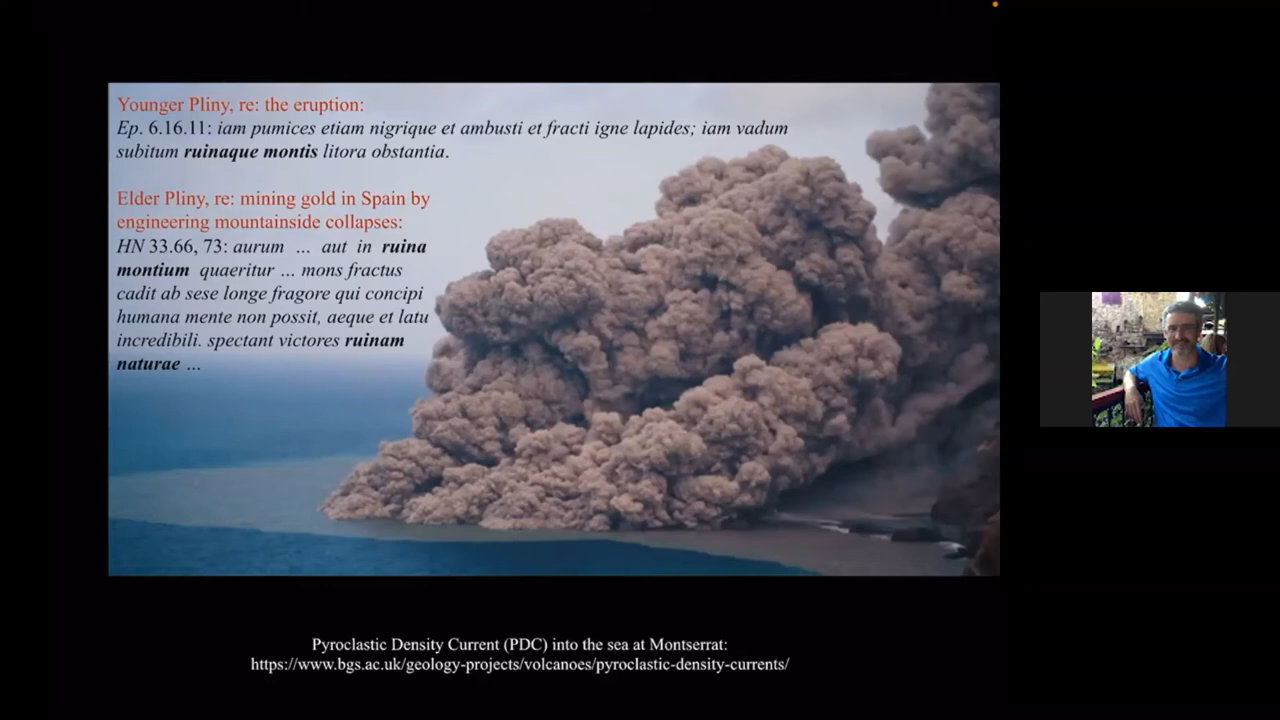 Younger Pliny, re: the eruption:
Ep. 6.16.11: iam pumices etiam nigrique et ambusti et fracti igne lapides; iam vadum
subitum ruinaque montis litora obstantia.
Elder Pliny, re: mining gold in Spain by
engineering mountainside collapses:
HN 33.66, 73: aurum ... aut in ruina
montium quaeritur ... mons fractus
cadit ab sese longe fragore qui concipi
humana mente non possit, aeque et latu
incredibili. spectant victores ruinam
naturae ...
Pyroclastic Density Current (PDC) into the sea at Montserrat:
https://www.bgs.ac.uk/geology-projects/volcanoes/pyroclastic-density-currents/